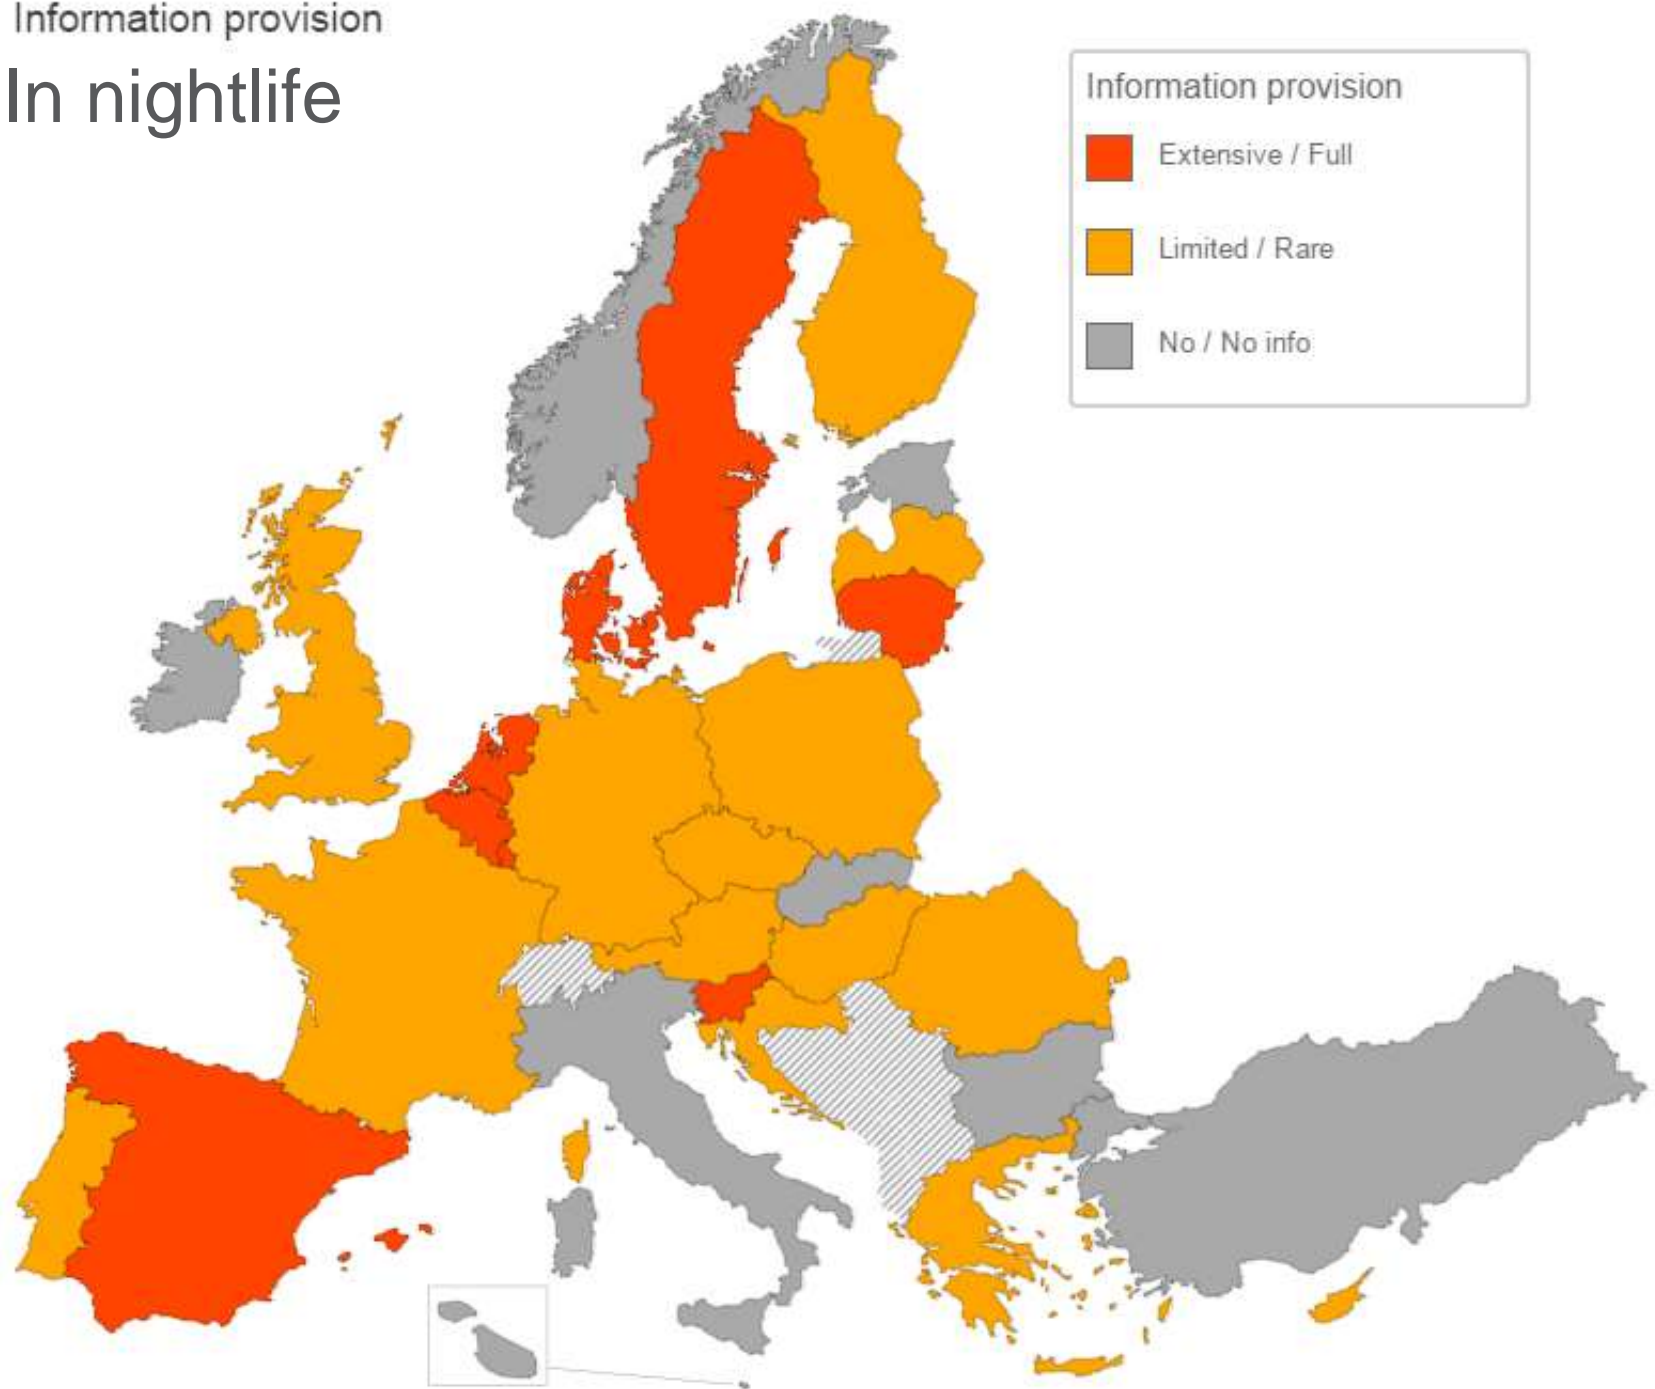 Information provision
In nightlife
Information provision
Extensive / Full
Limited / Rare
No / No info